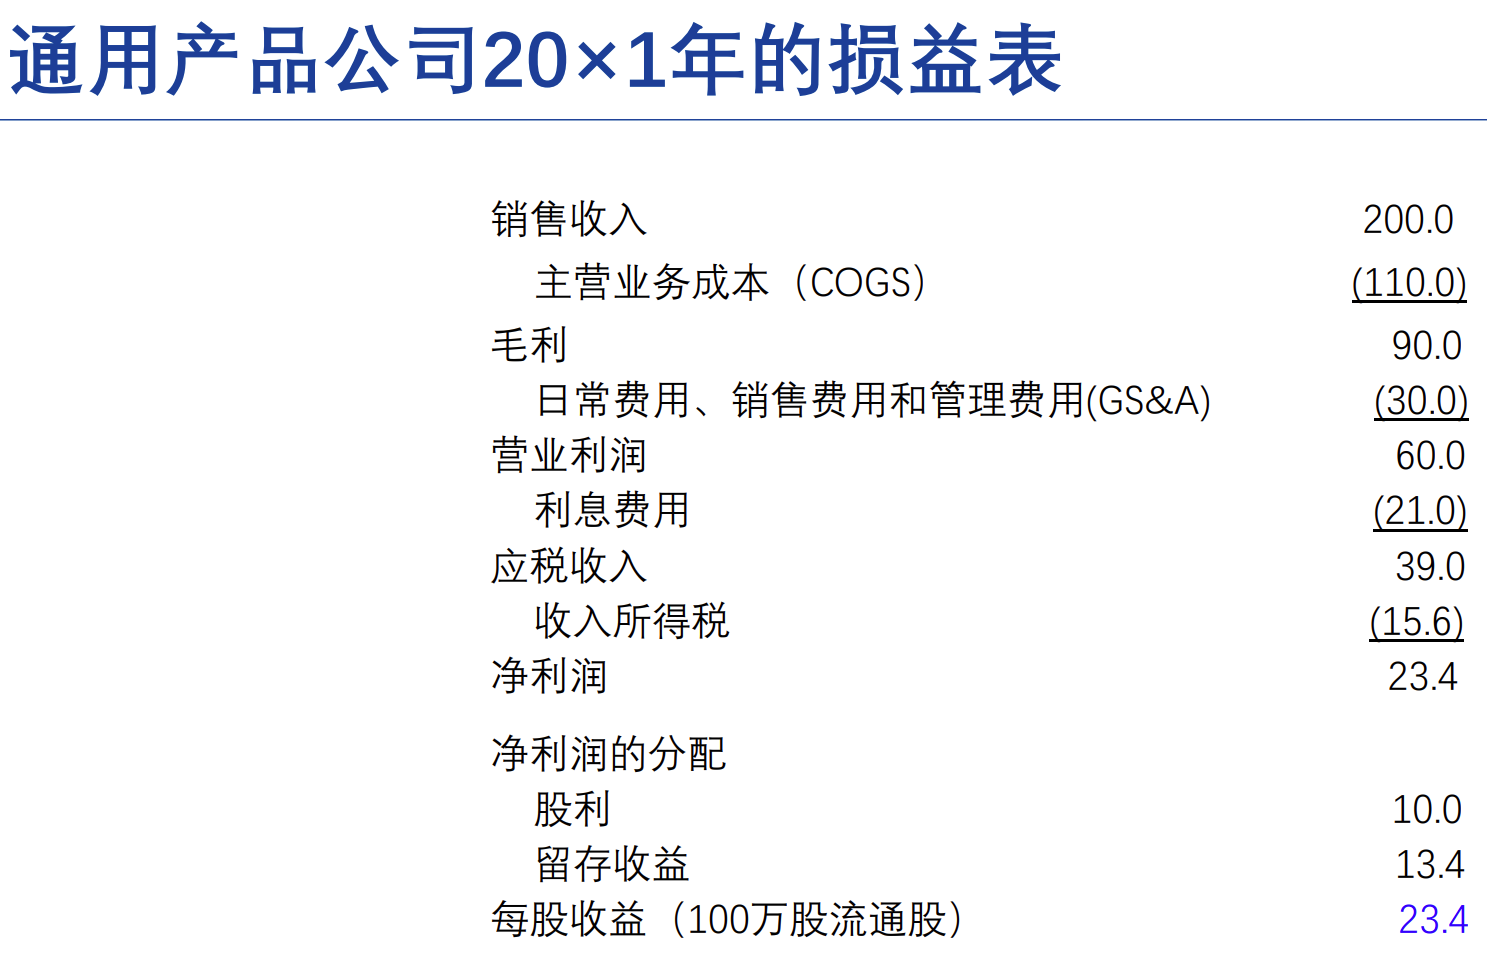 通用产品公司20×1年的损益表
销售收入 200.0
主营业务成本（COGS） (110.0)
毛利 90.0
日常费用、销售费用和管理费用(GS&A) (30.0)
营业利润 60.0
利息费用 (21.0)
应税收入 39.0
收入所得税 (15.6)
净利润 23.4
净利润的分配
股利 10.0
留存收益 13.4
每股收益（100万股流通股） 23.4